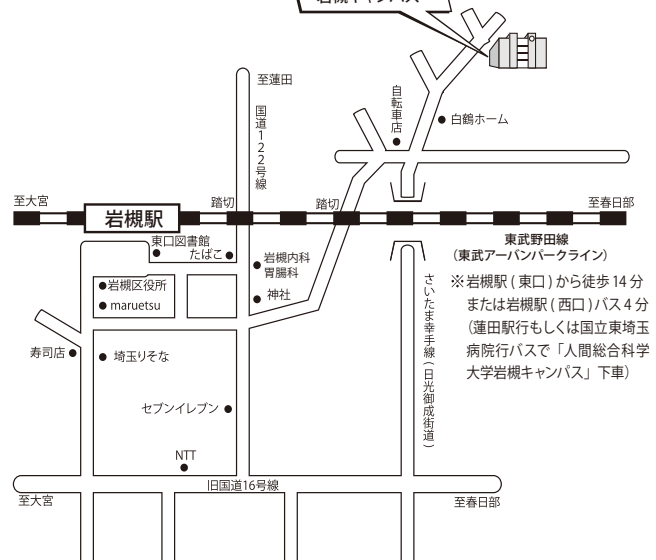 岩槻キャンパス
至蓮田
国道122号線
自転車店
白鶴ホーム
至大宮
岩槻駅
踏切
踏切
至春日部
東武野田線
(東武アーバンパークライン)
東口図書館
たばこ
岩槻内科
胃腸科
岩槻区役所
maruetsu
神社
※岩槻駅(東口)から徒歩14分
または岩槻駅(西口)バス4分
(蓮田駅行もしくは国立東埼玉
病院行バスで「人間総合科学
大学岩槻キャンパス」下車)
さいたま幸手線(日光御成街道)
寿司店
埼玉りそな
セブンイレブン
NTT
旧国道16号線
至大宮
至春日部